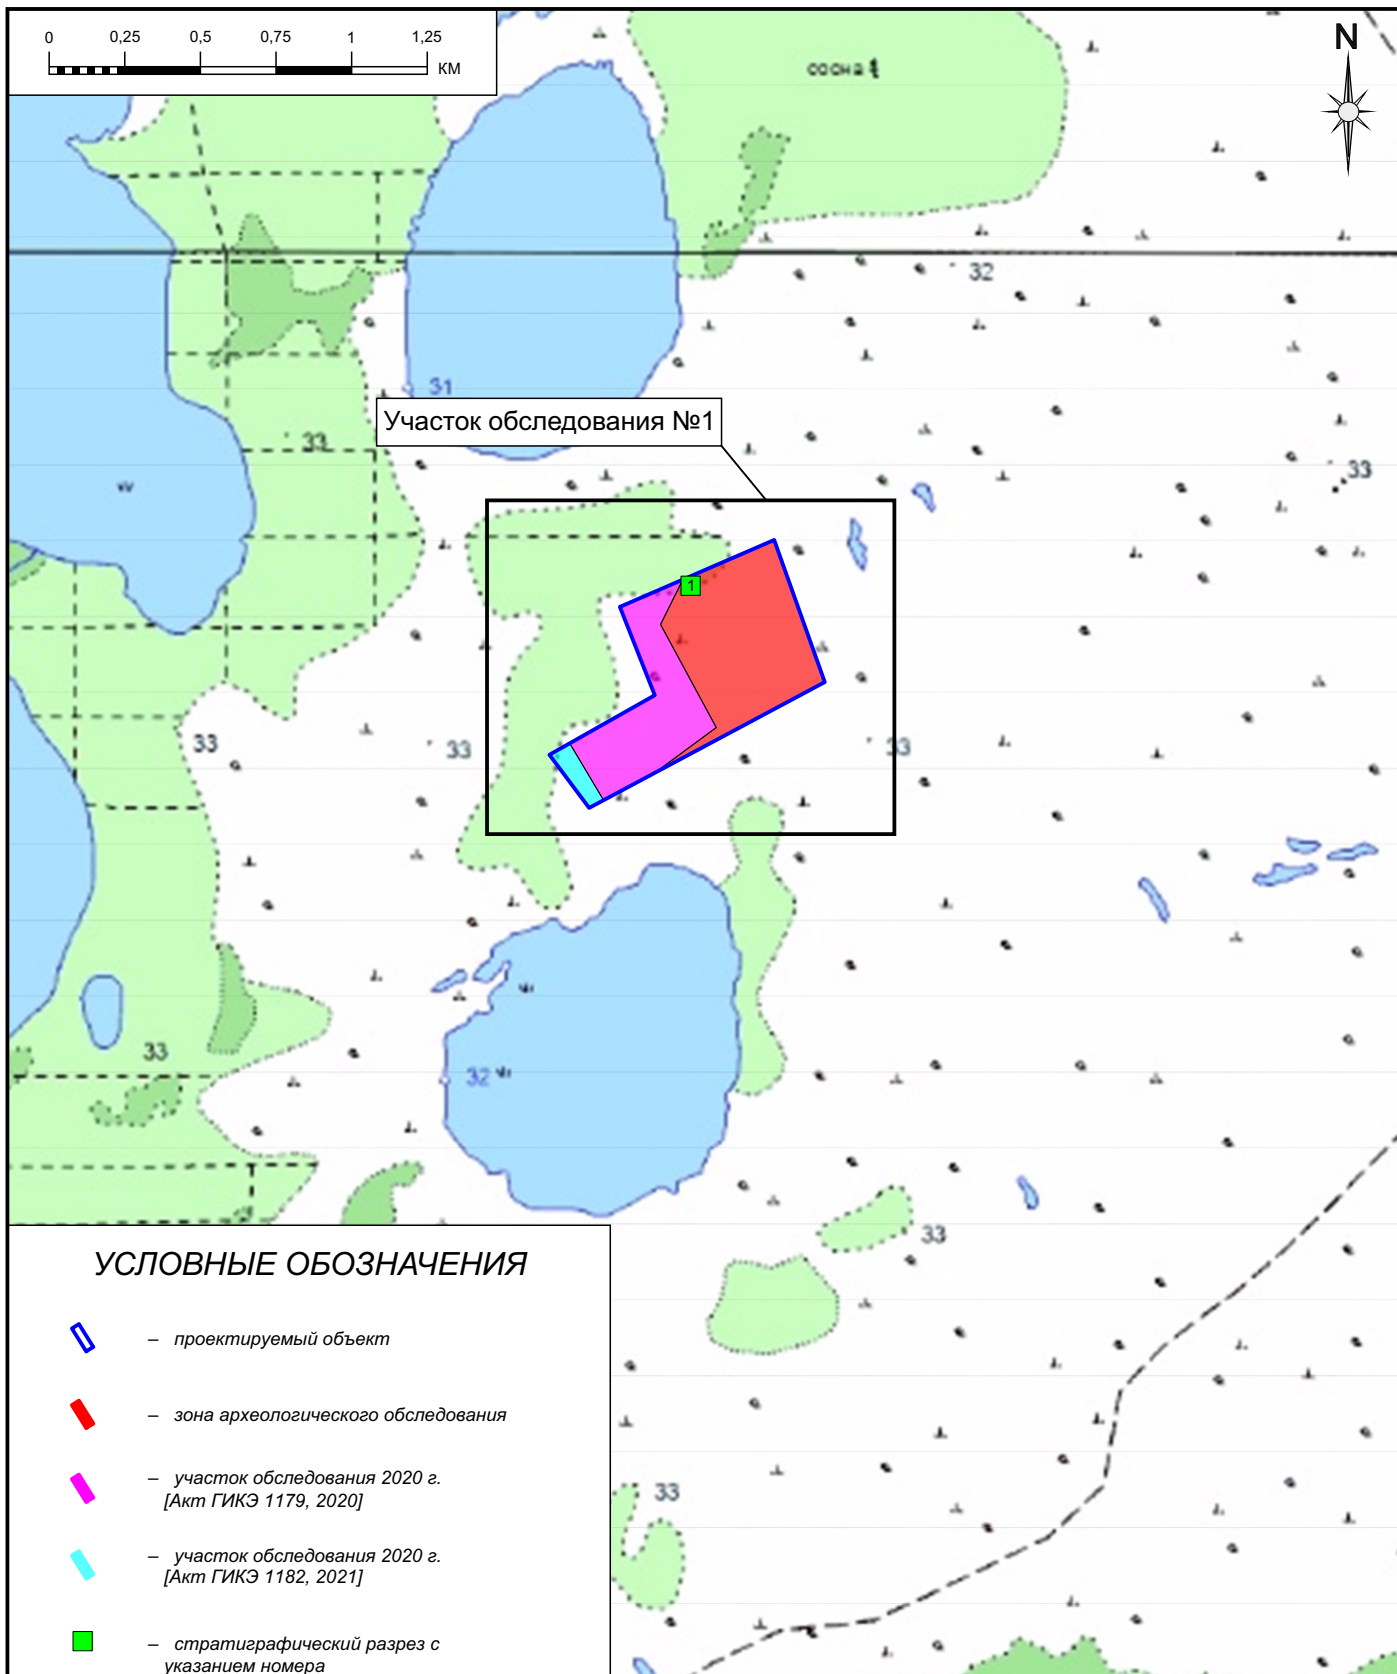 0 0,25 0,5 0,75 1 1,25
КМ
N
сосна
32
31
Участок обследования №1
33
33
1
33
33
33
33
32
33
УСЛОВНЫЕ ОБОЗНАЧЕНИЯ
– проектируемый объект
– зона археологического обследования
– участок обследования 2020 г.
[Акт ГИКЭ 1179, 2020]
33
– участок обследования 2020 г.
[Акт ГИКЭ 1182, 2021]
– стратиграфический разрез с
указанием номера